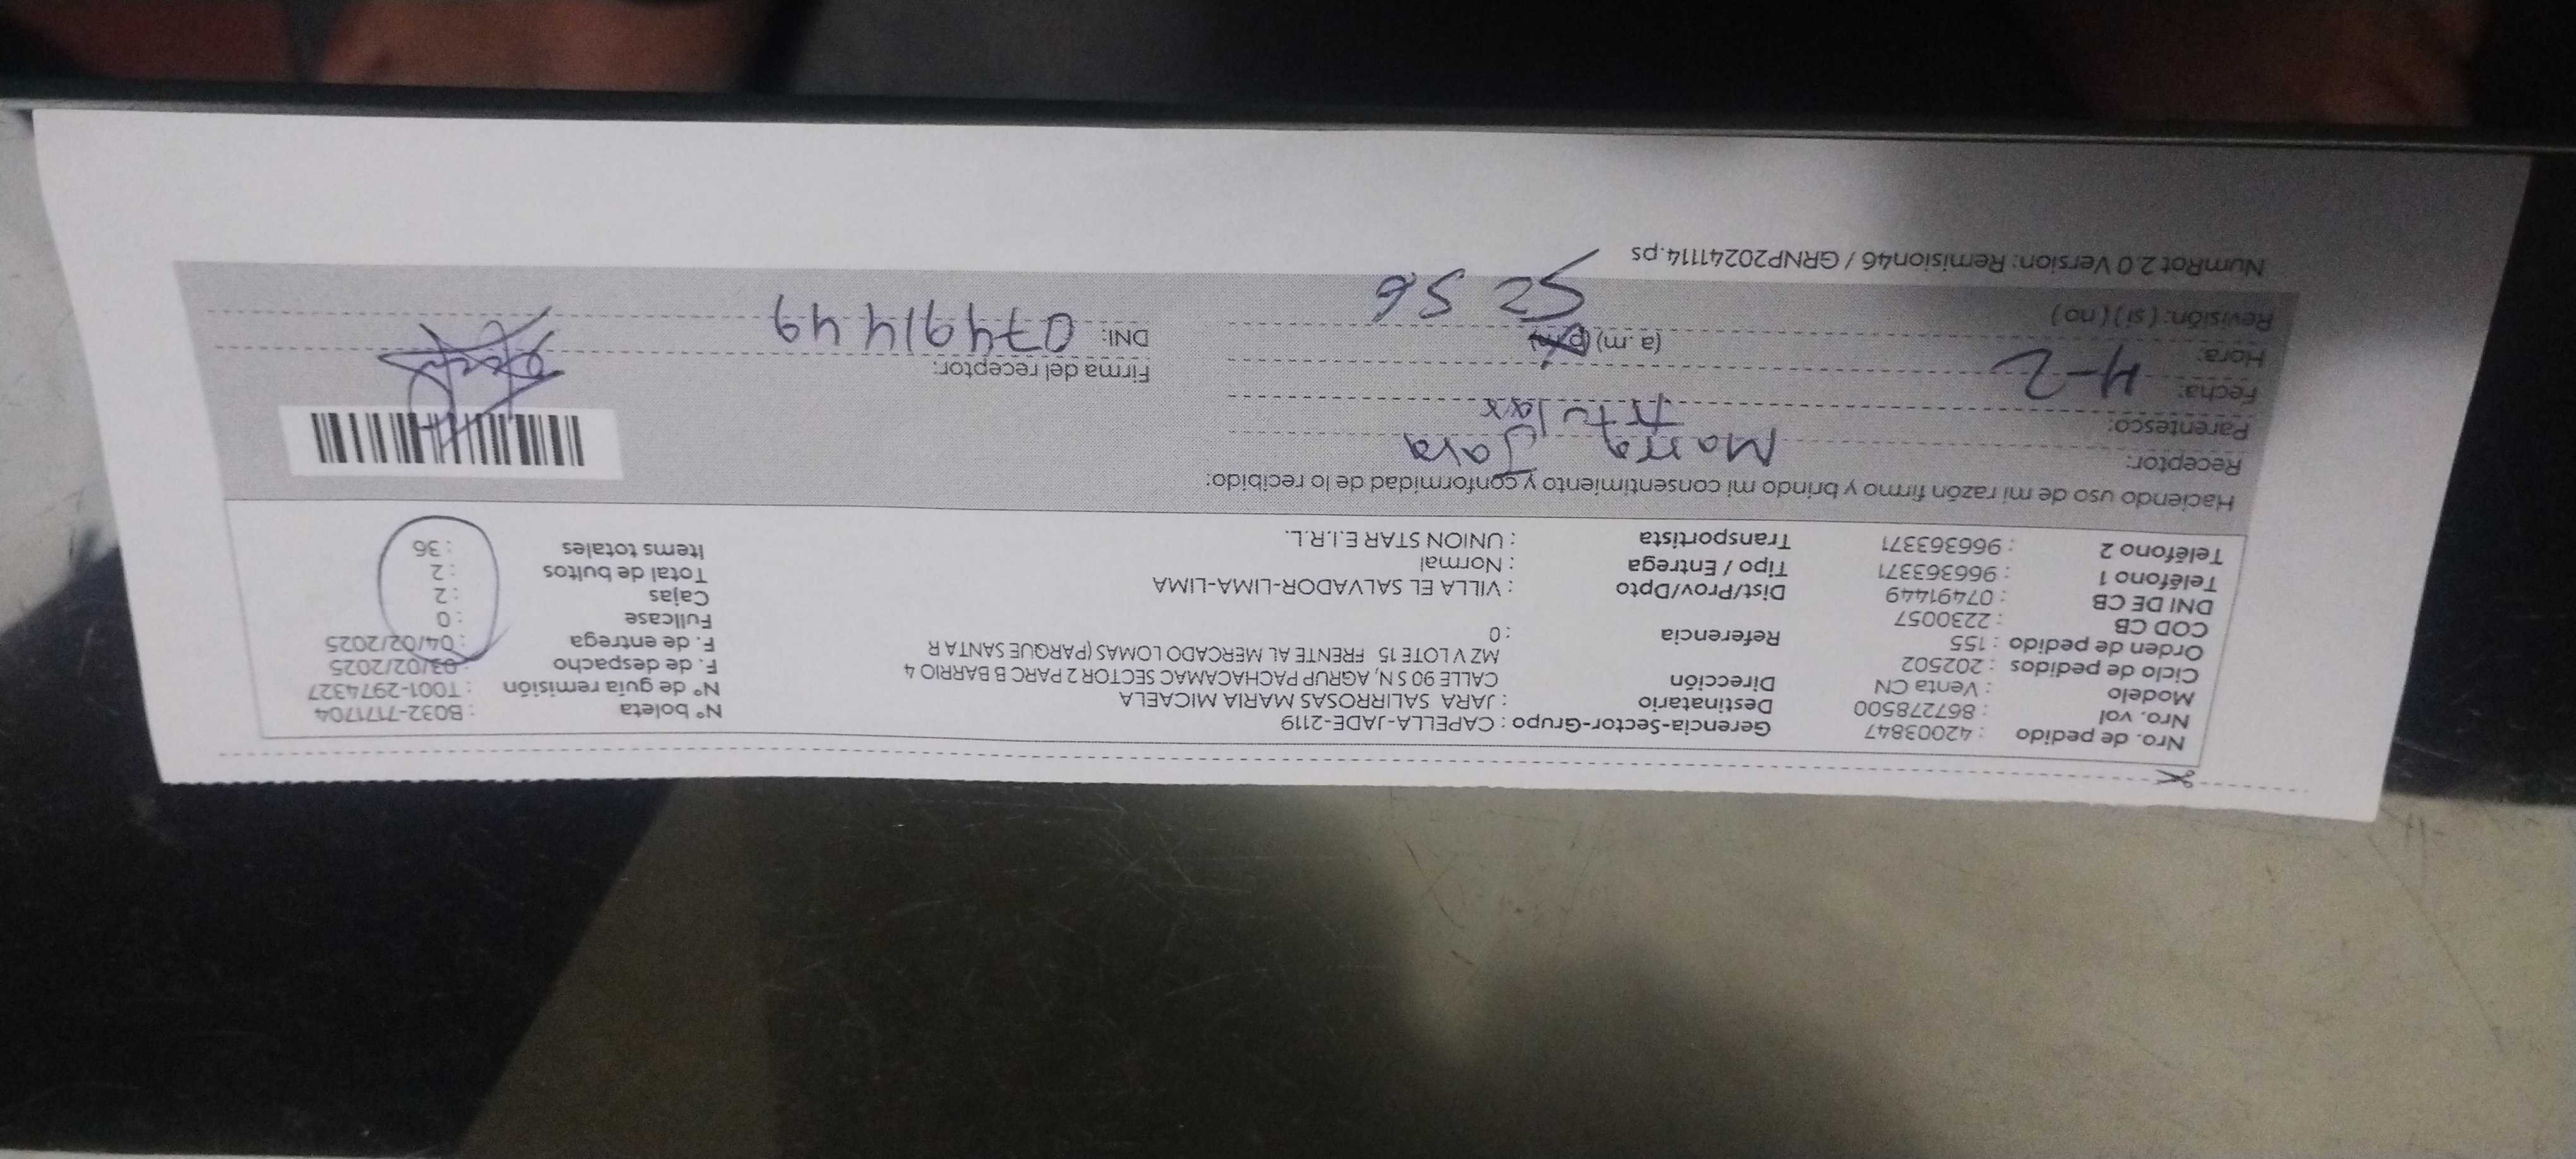 Nro. de pedido : 42003847 Gerencia-Sector-Grupo : CAPELLA-JADE-2119 N° boleta : B032-7171704
Nro. vol : 867278500 Destinatario : JARA SALIRROSAS MARIA MICAELA N° de guía remisión : T001-2974327
Modelo : Venta CN Dirección CALLE 90 S N, AGRUP PACHACAMAC SECTOR 2 PARC B BARRIO 4 F. de despacho : 03/02/2025
Ciclo de pedidos : 202502 MZ V LOTE 15 FRENTE AL MERCADO LOMAS (PARQUE SANTA R F. de entrega : 04/02/2025
Orden de pedido : 155 Referencia : 0 Fullcase : 0
COD CB : 2230057 Cajas : 2
DNI DE CB : 07491449 Dist/Prov/Dpto : VILLA EL SALVADOR-LIMA-LIMA Total de bultos : 2
Teléfono 1 : 966363371 Tipo / Entrega : Normal Items totales : 36
Teléfono 2 : 966363371 Transportista : UNION STAR E.I.R.L.
Haciendo uso de mi razón firmo y brindo mi consentimiento y conformidad de lo recibido:
Receptor: Maria Jara
Parentesco: Titular
Fecha: 4-2 Firma del receptor:
Hora: (a.m) (p.m) DNI: 07491449
Revisión: ( si ) ( no ) 52 56
NumRot 2.0 Version: Remision46 / GRNP20241114.ps